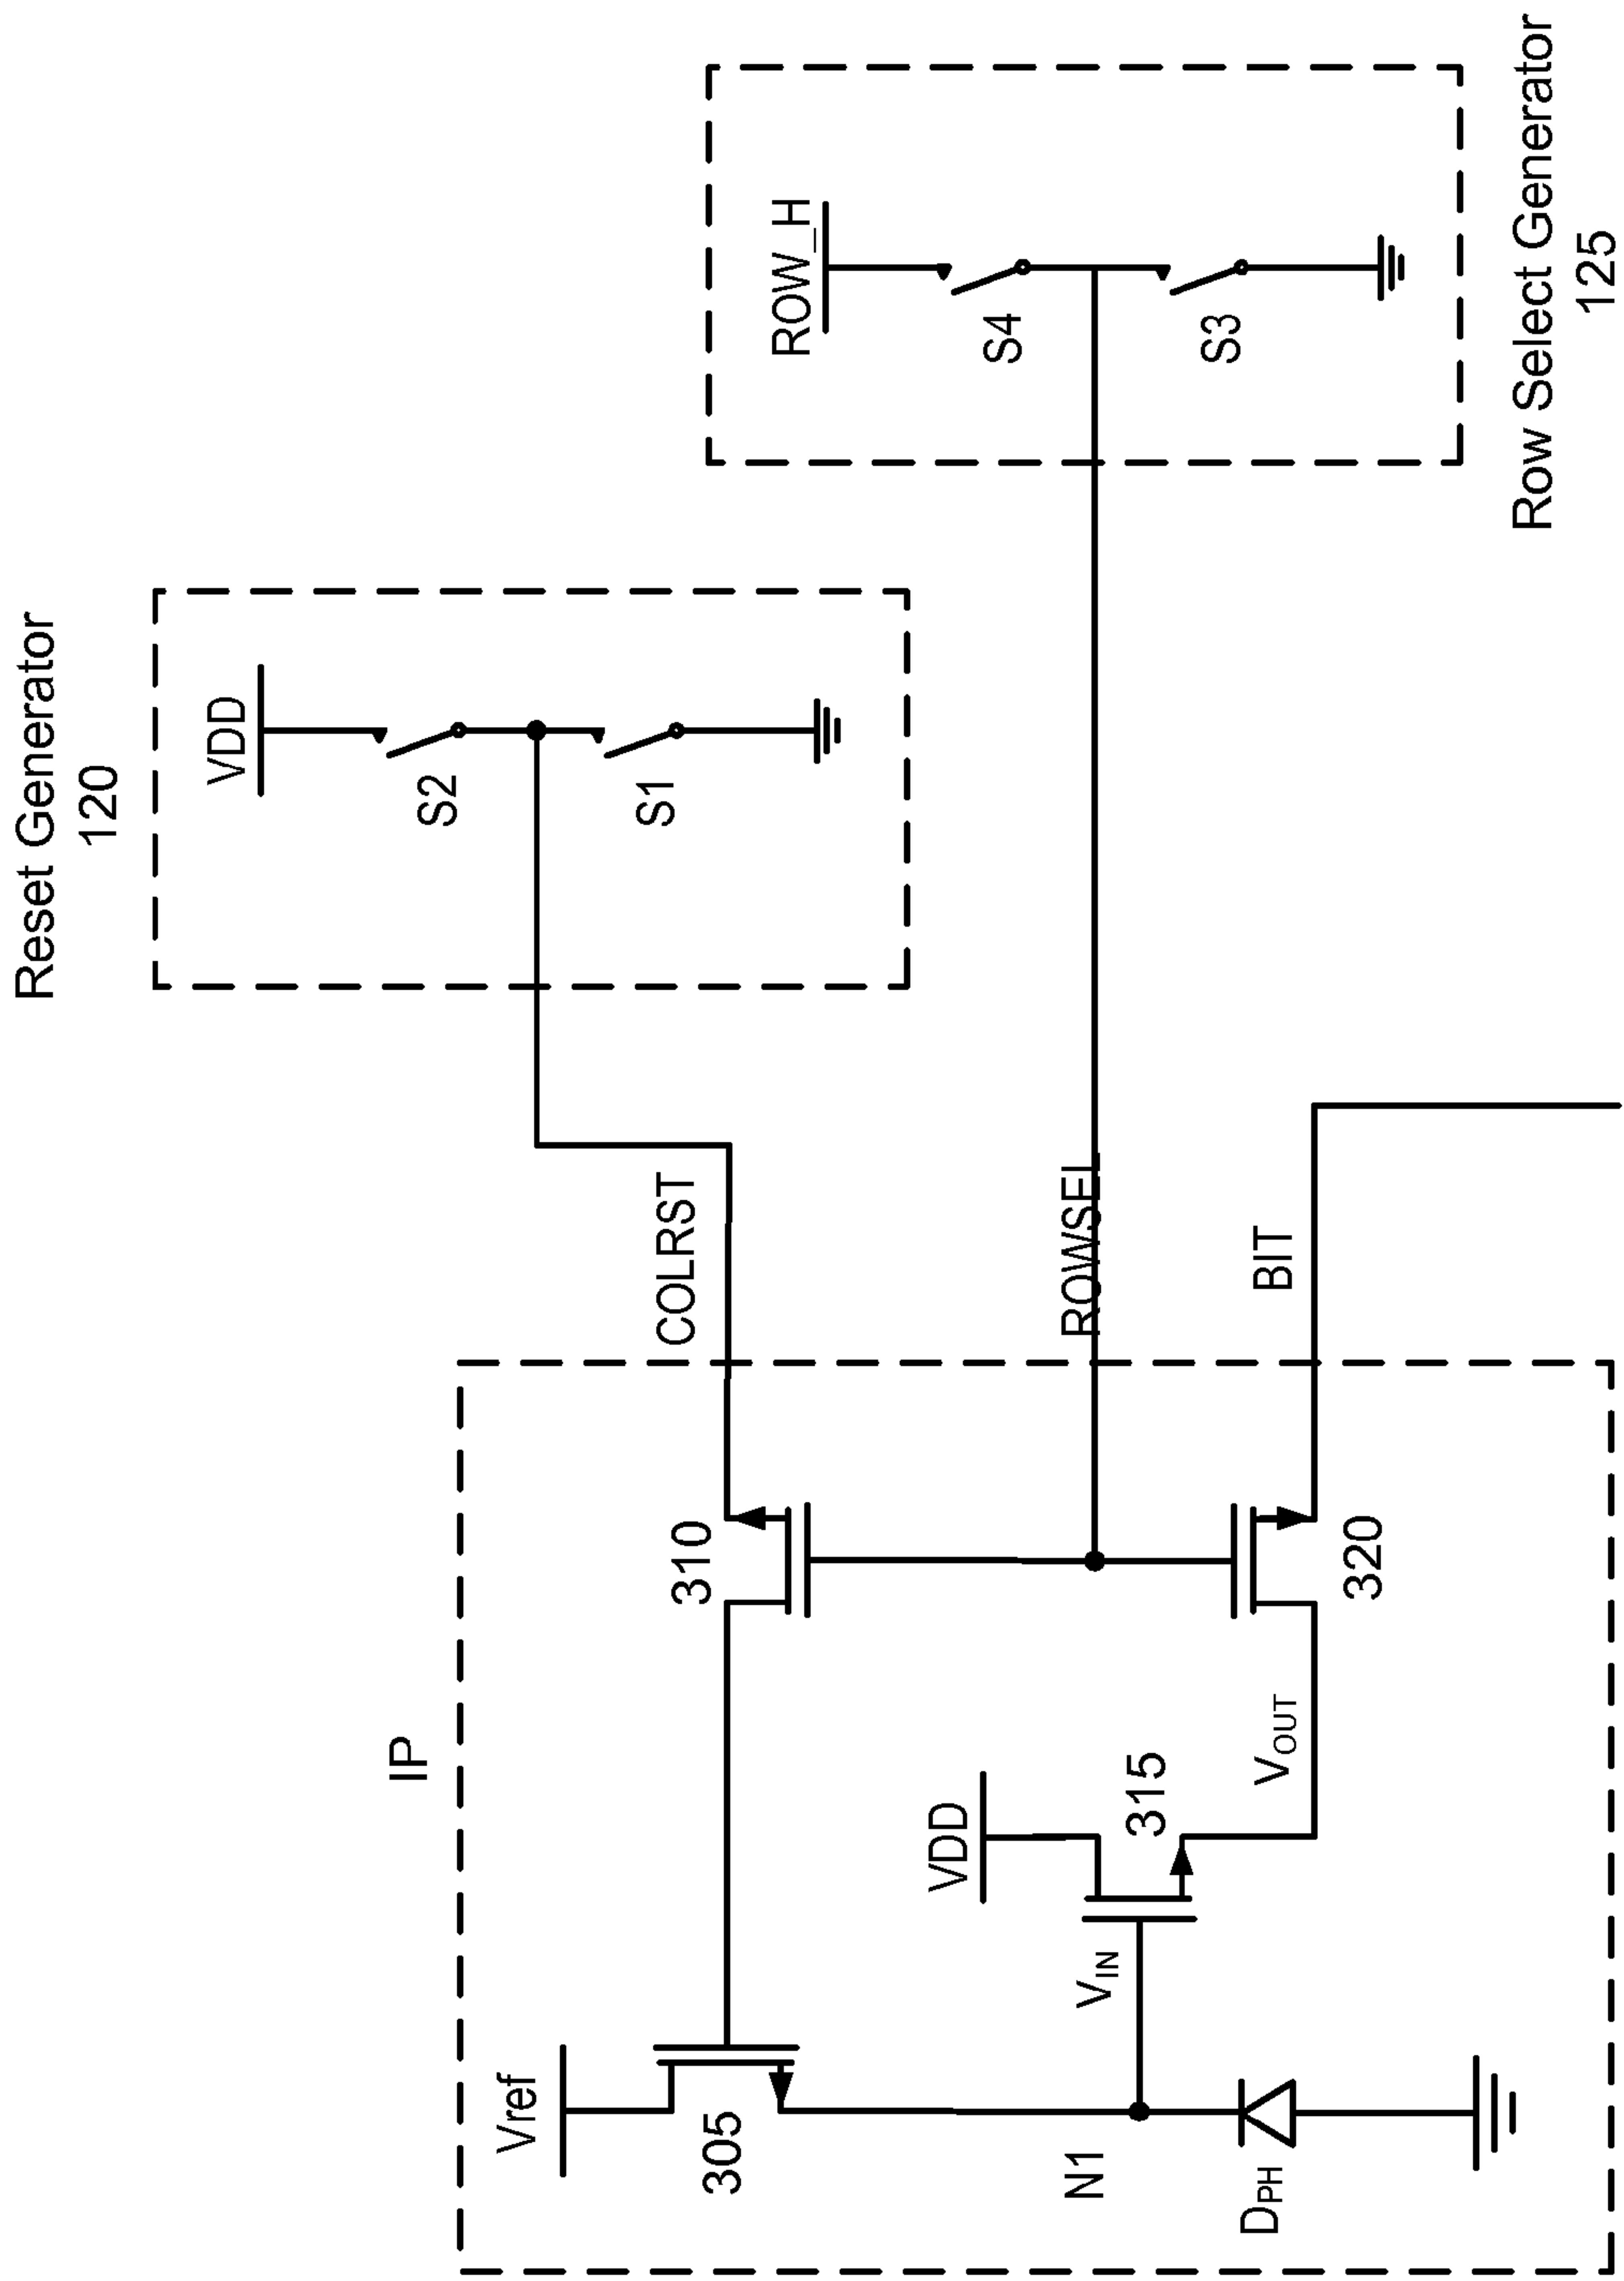 Reset Generator
120
VDD
S2
S1
ROW_H
S4
S3
Row Select Generator
125
COLRST
ROWSEL
BIT
IP
310
320
Vref
305
VDD
315
VIN
VOUT
N1
DPH